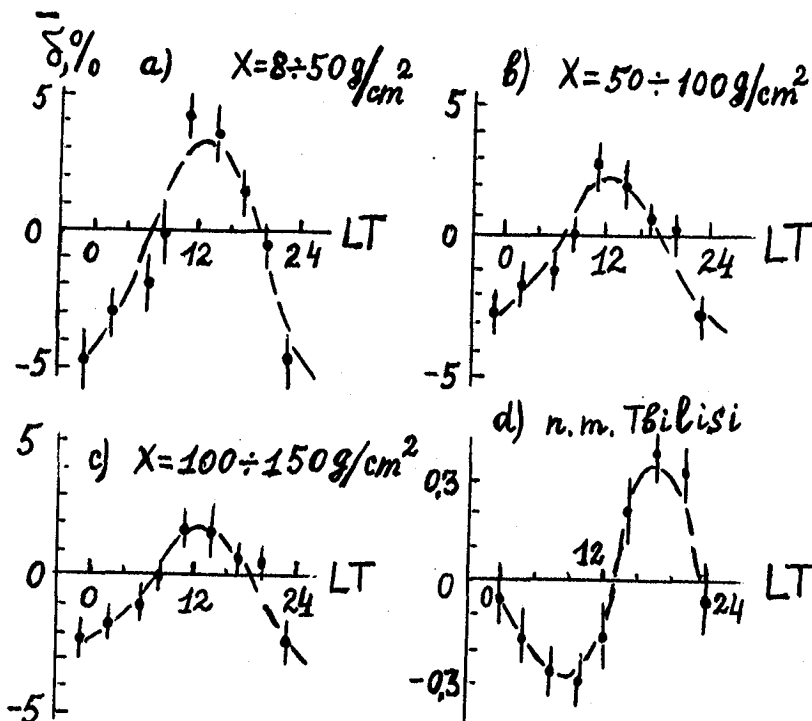 δ̄,%
a) X=8÷50g/cm²
5
0
-5
0 12 24 LT
b) X=50÷100g/cm²
5
0
-5
0 12 24 LT
c) X=100÷150g/cm²
5
0
-5
0 12 24 LT
d) n.m. Tbilisi
0,3
0
-0,3
0 12 24 LT